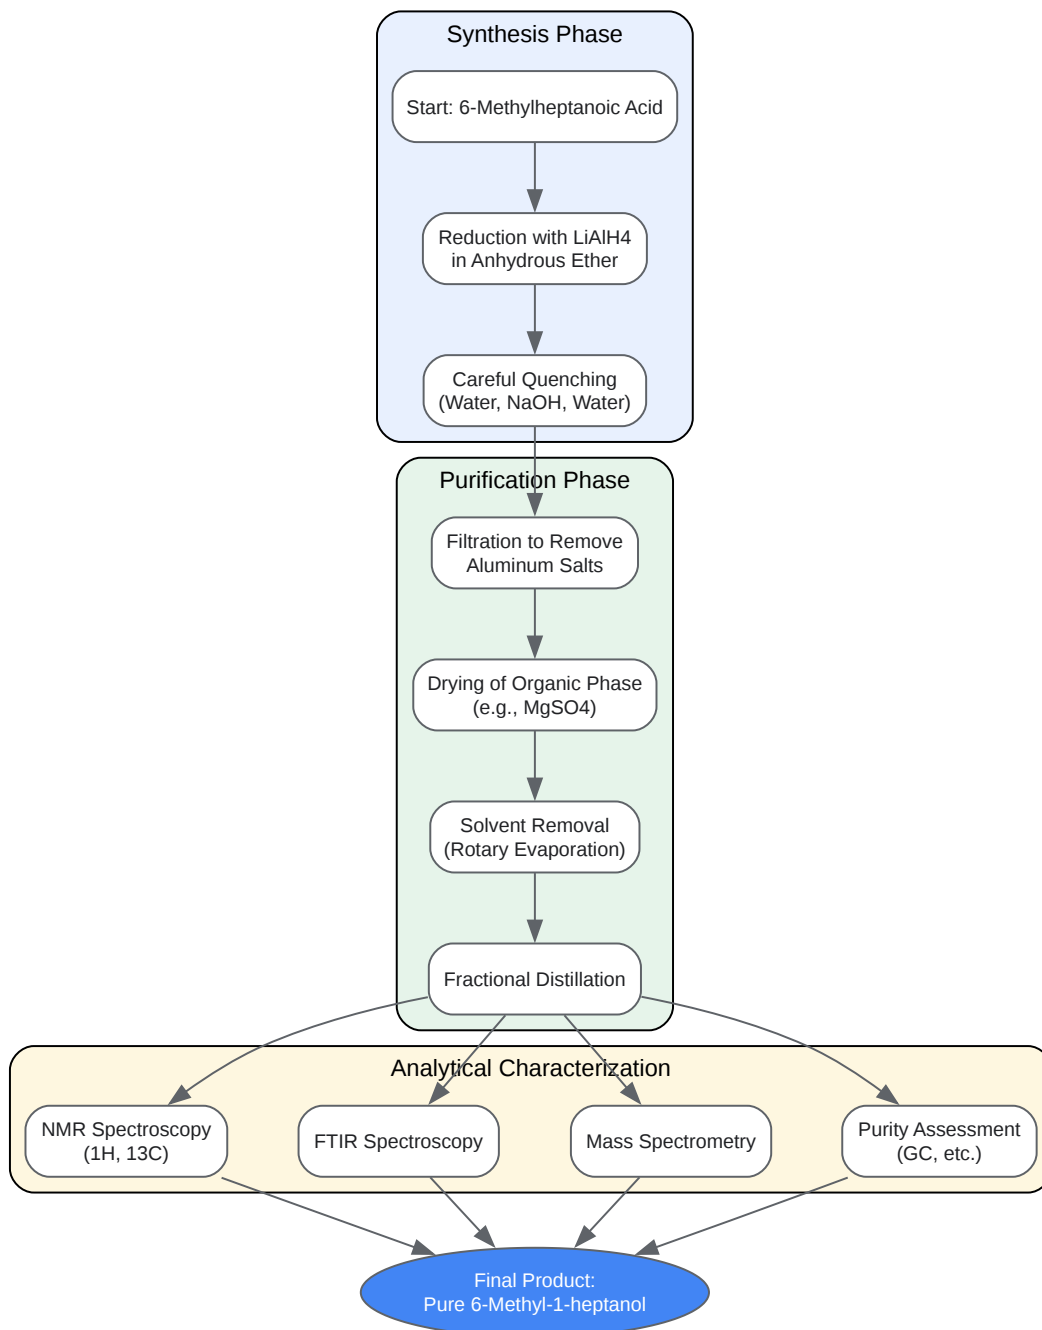 Synthesis Phase
Start: 6-Methylheptanoic Acid
Reduction with LiAlH4
in Anhydrous Ether
Careful Quenching
(Water, NaOH, Water)
Purification Phase
Filtration to Remove
Aluminum Salts
Drying of Organic Phase
(e.g., MgSO4)
Solvent Removal
(Rotary Evaporation)
Fractional Distillation
Analytical Characterization
NMR Spectroscopy
(1H, 13C)
FTIR Spectroscopy
Mass Spectrometry
Purity Assessment
(GC, etc.)
Final Product:
Pure 6-Methyl-1-heptanol